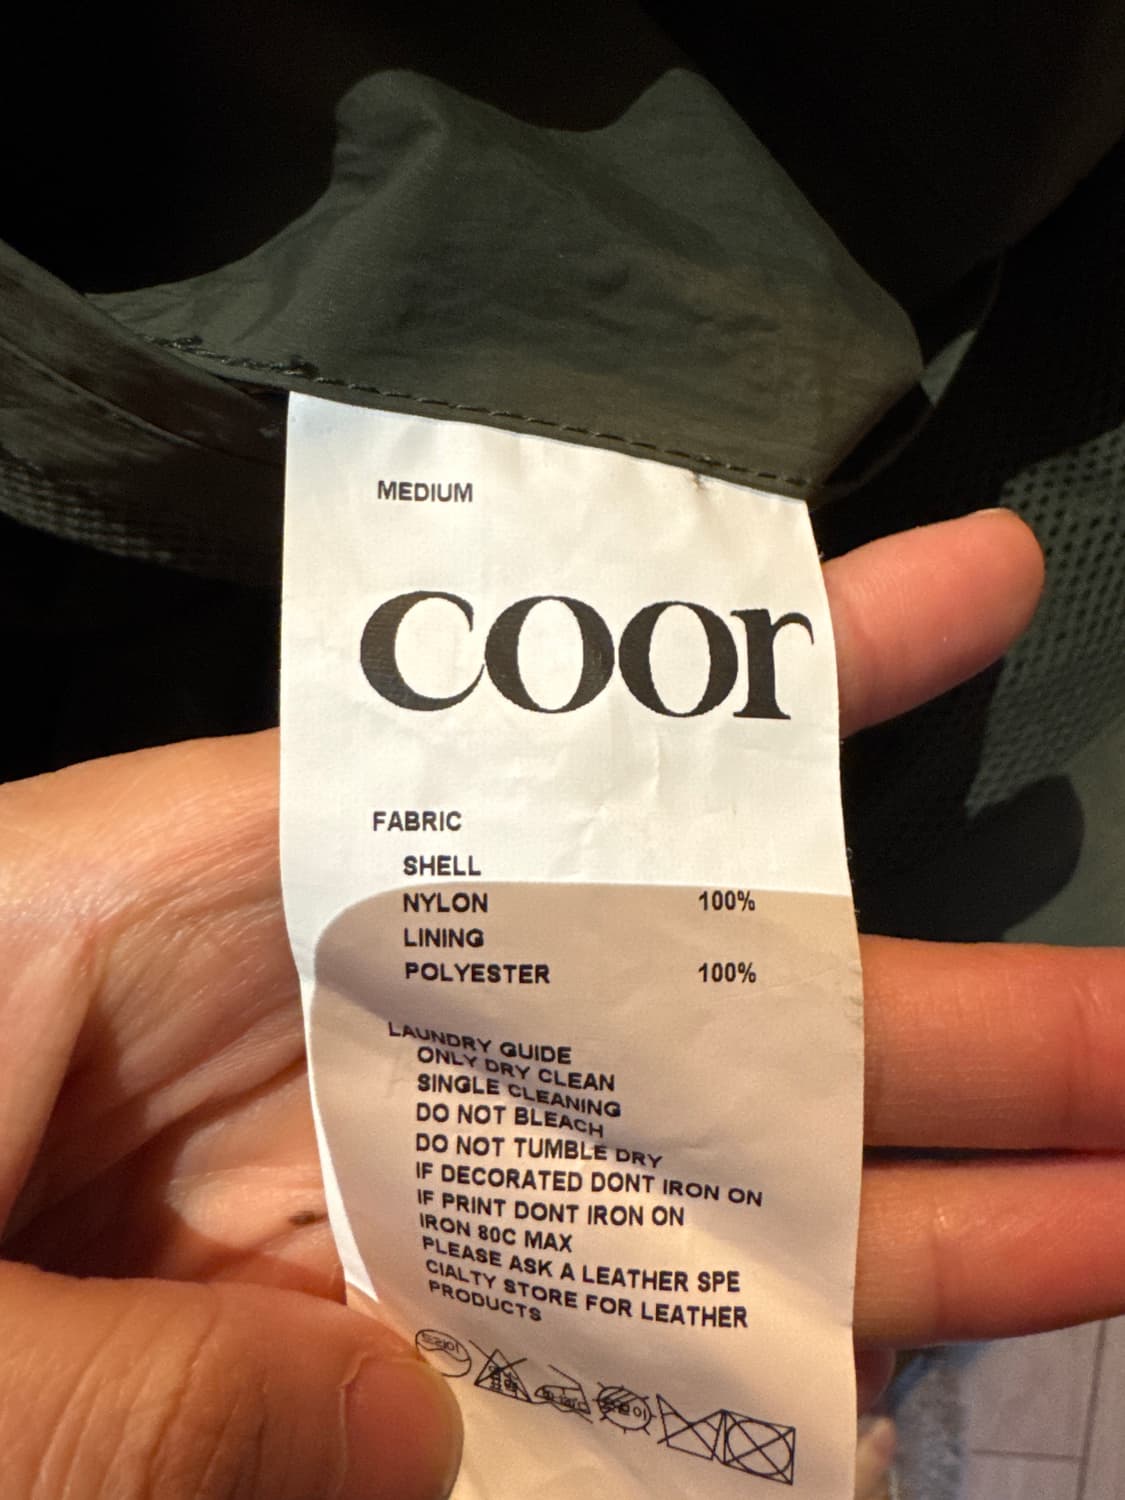 MEDIUM
coor
FABRIC
SHELL
NYLON 100%
LINING
POLYESTER 100%
LAUNDRY GUIDE
ONLY DRY CLEAN
SINGLE CLEANING
DO NOT BLEACH
DO NOT TUMBLE DRY
IF DECORATED DONT IRON ON
IF PRINT DONT IRON ON
IRON 80C MAX
PLEASE ASK A LEATHER SPE
CIALTY STORE FOR LEATHER
PRODUCTS